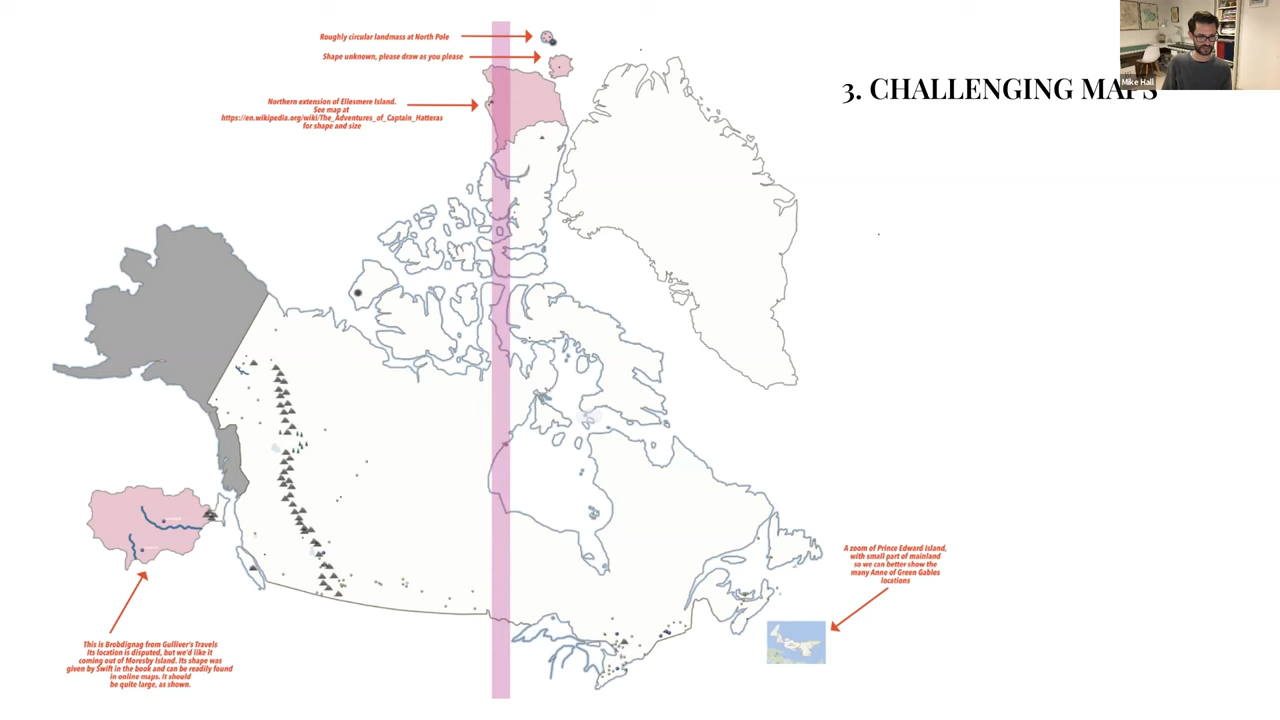 Roughly circular landmass at North Pole
Shape unknown, please draw as you please
Northern extension of Ellesmere Island.
See map at
https://en.wikipedia.org/wiki/The_Adventures_of_Captain_Hatteras
for shape and size
3. CHALLENGING MAPS
Mike Hall
A zoom of Prince Edward Island,
with small part of mainland
so we can better show the
many Anne of Green Gables
locations
This is Brobdignag from Gulliver's Travels
Its location is disputed, but we'd like it
coming out of Moresby Island. Its shape was
given by Swift in the book and can be readily found
in online maps. It should
be quite large, as shown.